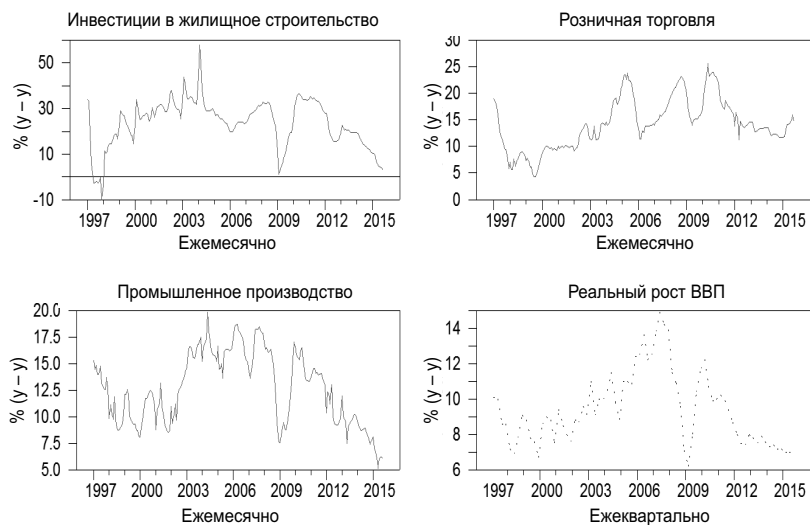 Инвестиции в жилищное строительство
% (y – y)
50
30
10
-10
1997 2000 2003 2006 2009 2012 2015
Ежемесячно
Розничная торговля
% (y – y)
30
25
20
15
10
5
0
1997 2000 2003 2006 2009 2012 2015
Ежемесячно
Промышленное производство
% (y – y)
20.0
17.5
15.0
12.5
10.0
7.5
5.0
1997 2000 2003 2006 2009 2012 2015
Ежемесячно
Реальный рост ВВП
% (y – y)
14
12
10
8
6
1997 2000 2003 2006 2009 2012 2015
Ежеквартально